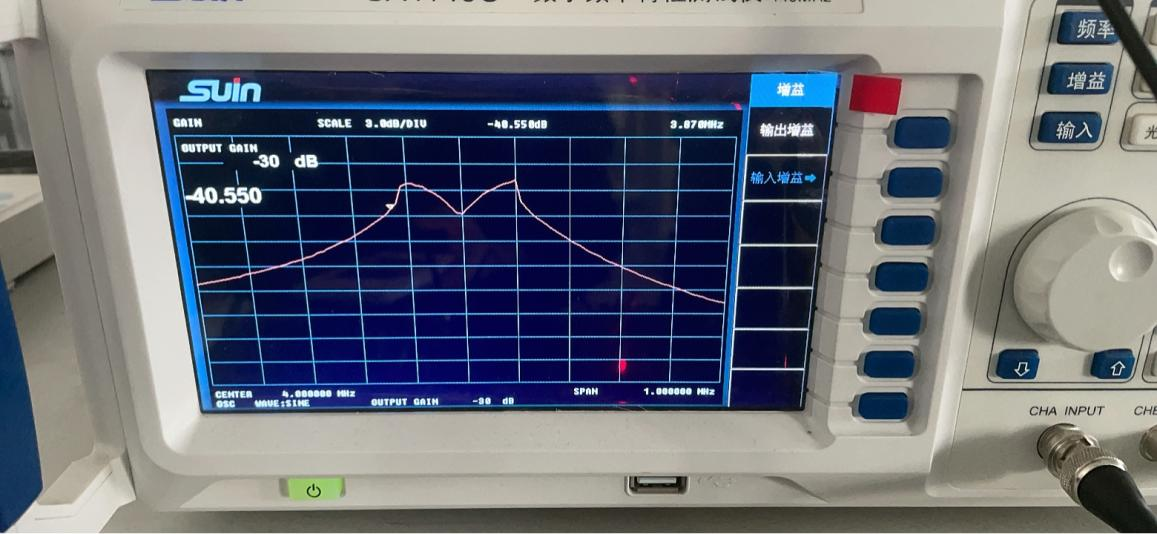 SUIN
增益
频率
增益
输入
GAIN SCALE 3.0dB/DIV -40.550dB 3.870MHz
OUTPUT GAIN
-30 dB
-40.550
输出增益
输入增益➡
CENTER 4.000000 MHz SPAN 1.000000 MHz
OSC WAVE:SINE OUTPUT GAIN -30 dB
CHA INPUT